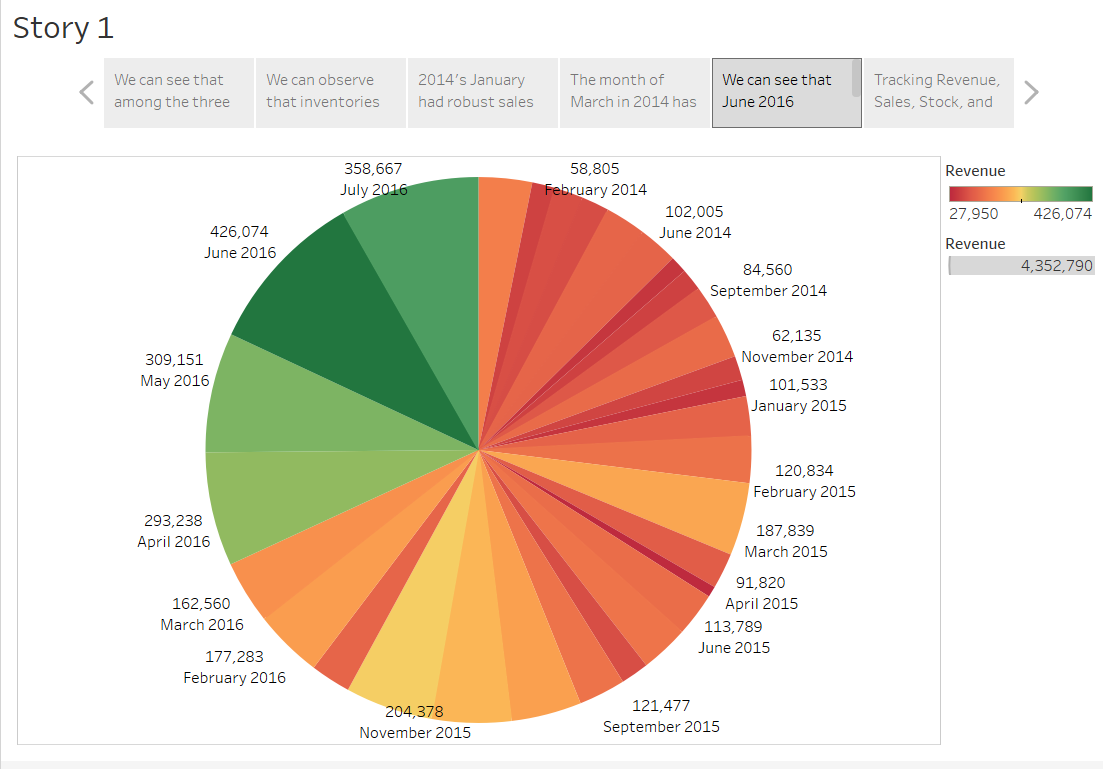 Story 1
We can see that
among the three
We can observe
that inventories
2014's January
had robust sales
The month of
March in 2014 has
We can see that
June 2016
Tracking Revenue,
Sales, Stock, and
358,667
July 2016
58,805
February 2014
426,074
June 2016
102,005
June 2014
84,560
September 2014
62,135
November 2014
101,533
January 2015
309,151
May 2016
120,834
February 2015
293,238
April 2016
187,839
March 2015
91,820
April 2015
162,560
March 2016
113,789
June 2015
177,283
February 2016
204,378
November 2015
121,477
September 2015
Revenue
27,950
426,074
Revenue
4,352,790